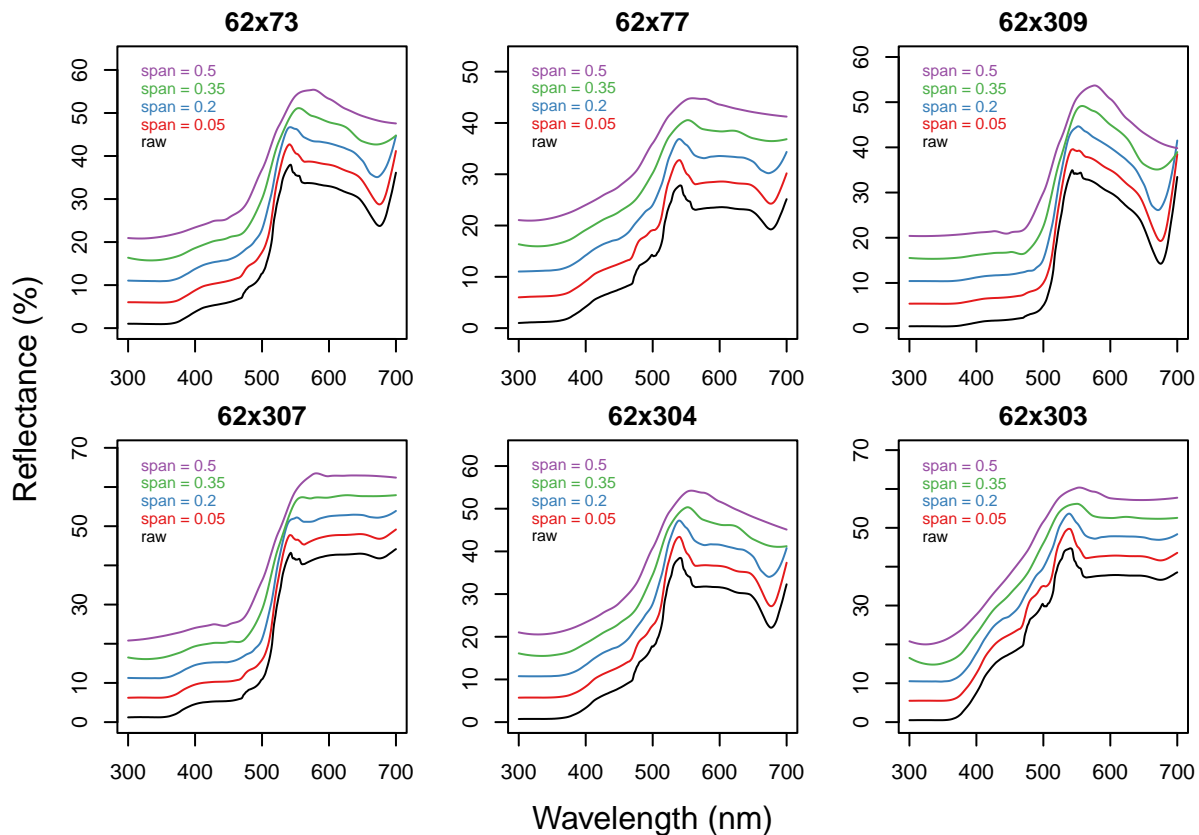 62x73
span = 0.5
span = 0.35
span = 0.2
span = 0.05
raw
0 10 20 30 40 50 60
300 400 500 600 700
62x77
span = 0.5
span = 0.35
span = 0.2
span = 0.05
raw
0 10 20 30 40 50
300 400 500 600 700
62x309
span = 0.5
span = 0.35
span = 0.2
span = 0.05
raw
0 10 20 30 40 50 60
300 400 500 600 700
62x307
span = 0.5
span = 0.35
span = 0.2
span = 0.05
raw
0 10 30 50 70
300 400 500 600 700
62x304
span = 0.5
span = 0.35
span = 0.2
span = 0.05
raw
0 10 20 30 40 50 60
300 400 500 600 700
62x303
span = 0.5
span = 0.35
span = 0.2
span = 0.05
raw
0 10 30 50 70
300 400 500 600 700
Reflectance (%)
Wavelength (nm)